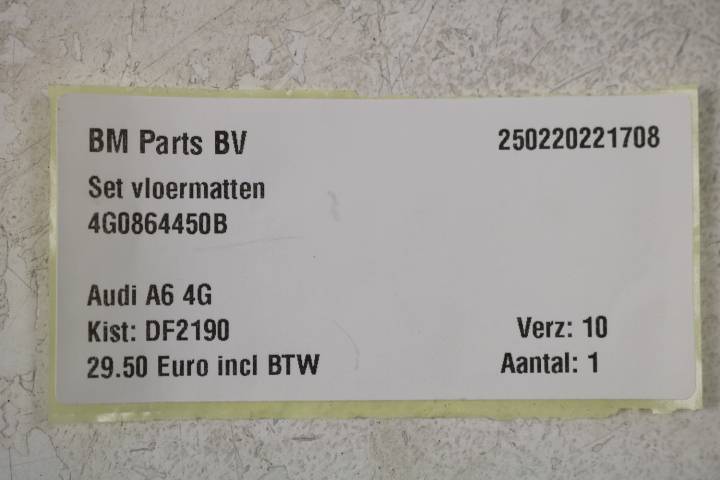 BM Parts BV 250220221708
Set vloermatten
4G0864450B
Audi A6 4G
Kist: DF2190 Verz: 10
29.50 Euro incl BTW Aantal: 1